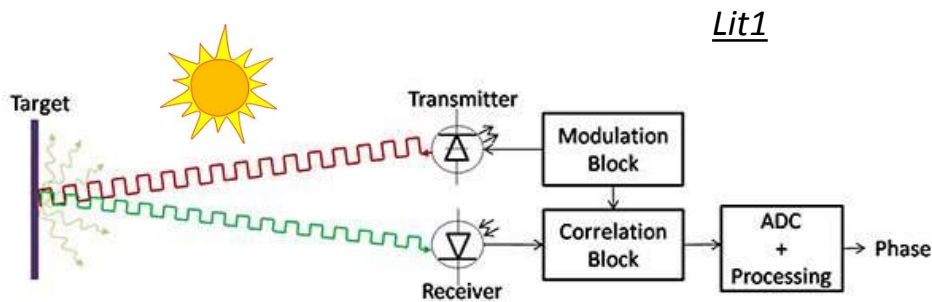 Lit1
Target
Transmitter
Modulation
Block
Correlation
Block
ADC
+
Processing
Phase
Receiver